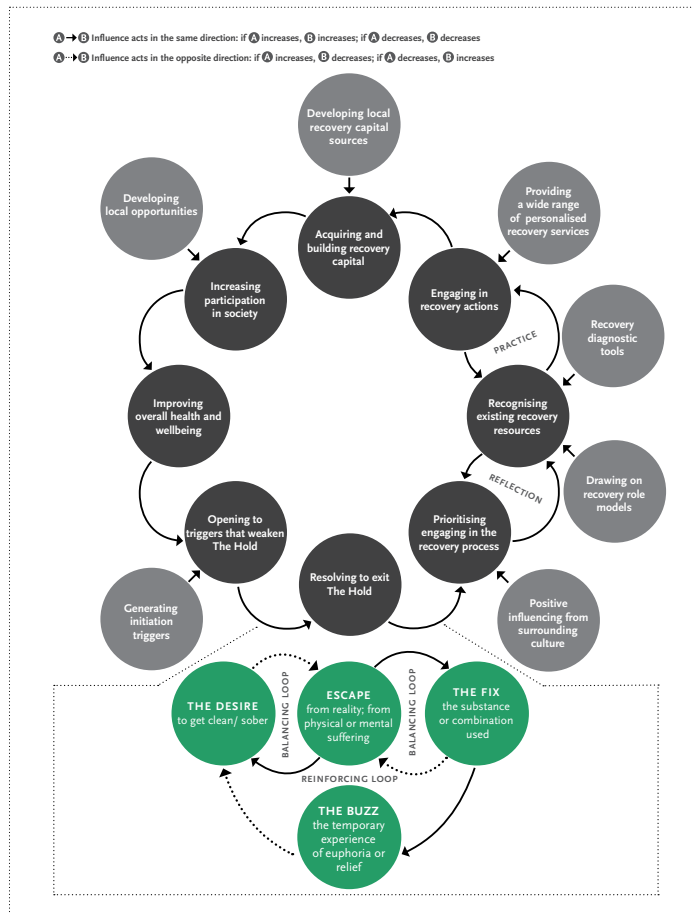 A B Influence acts in the same direction: if A increases, B increases; if A decreases, B decreases
A B Influence acts in the opposite direction: if A increases, B decreases; if A decreases, B increases
Developing local
recovery capital
sources
Developing
local opportunities
Providing
a wide range
of personalised
recovery services
Acquiring and
building recovery
capital
Increasing
participation
in society
Engaging in
recovery actions
PRACTICE
Recovery
diagnostic
tools
Improving
overall health and
wellbeing
Recognising
existing recovery
resources
REFLECTION
Drawing on
recovery role
models
Opening to
triggers that weaken
The Hold
Prioritising
engaging in the
recovery process
Resolving to exit
The Hold
Generating
initiation
triggers
Positive
influencing from
surrounding
culture
THE DESIRE
to get clean/ sober
BALANCING LOOP
ESCAPE
from reality; from
physical or mental
suffering
BALANCING LOOP
THE FIX
the substance
or combination
used
REINFORCING LOOP
THE BUZZ
the temporary
experience
of euphoria or
relief